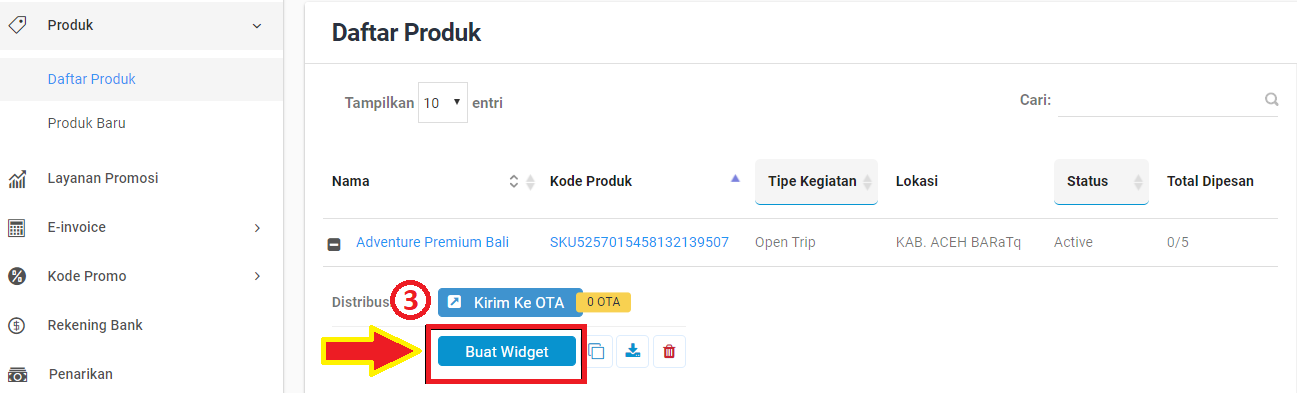 Produk
Daftar Produk
Produk Baru
Layanan Promosi
E-invoice
Kode Promo
Rekening Bank
Penarikan
Daftar Produk
Tampilkan 10 entri
Cari:
Nama Kode Produk Tipe Kegiatan Lokasi Status Total Dipesan
Adventure Premium Bali SKU5257015458132139507 Open Trip KAB. ACEH BARaTq Active 0/5
Distribus 3 Kirim Ke OTA 0 OTA
Buat Widget